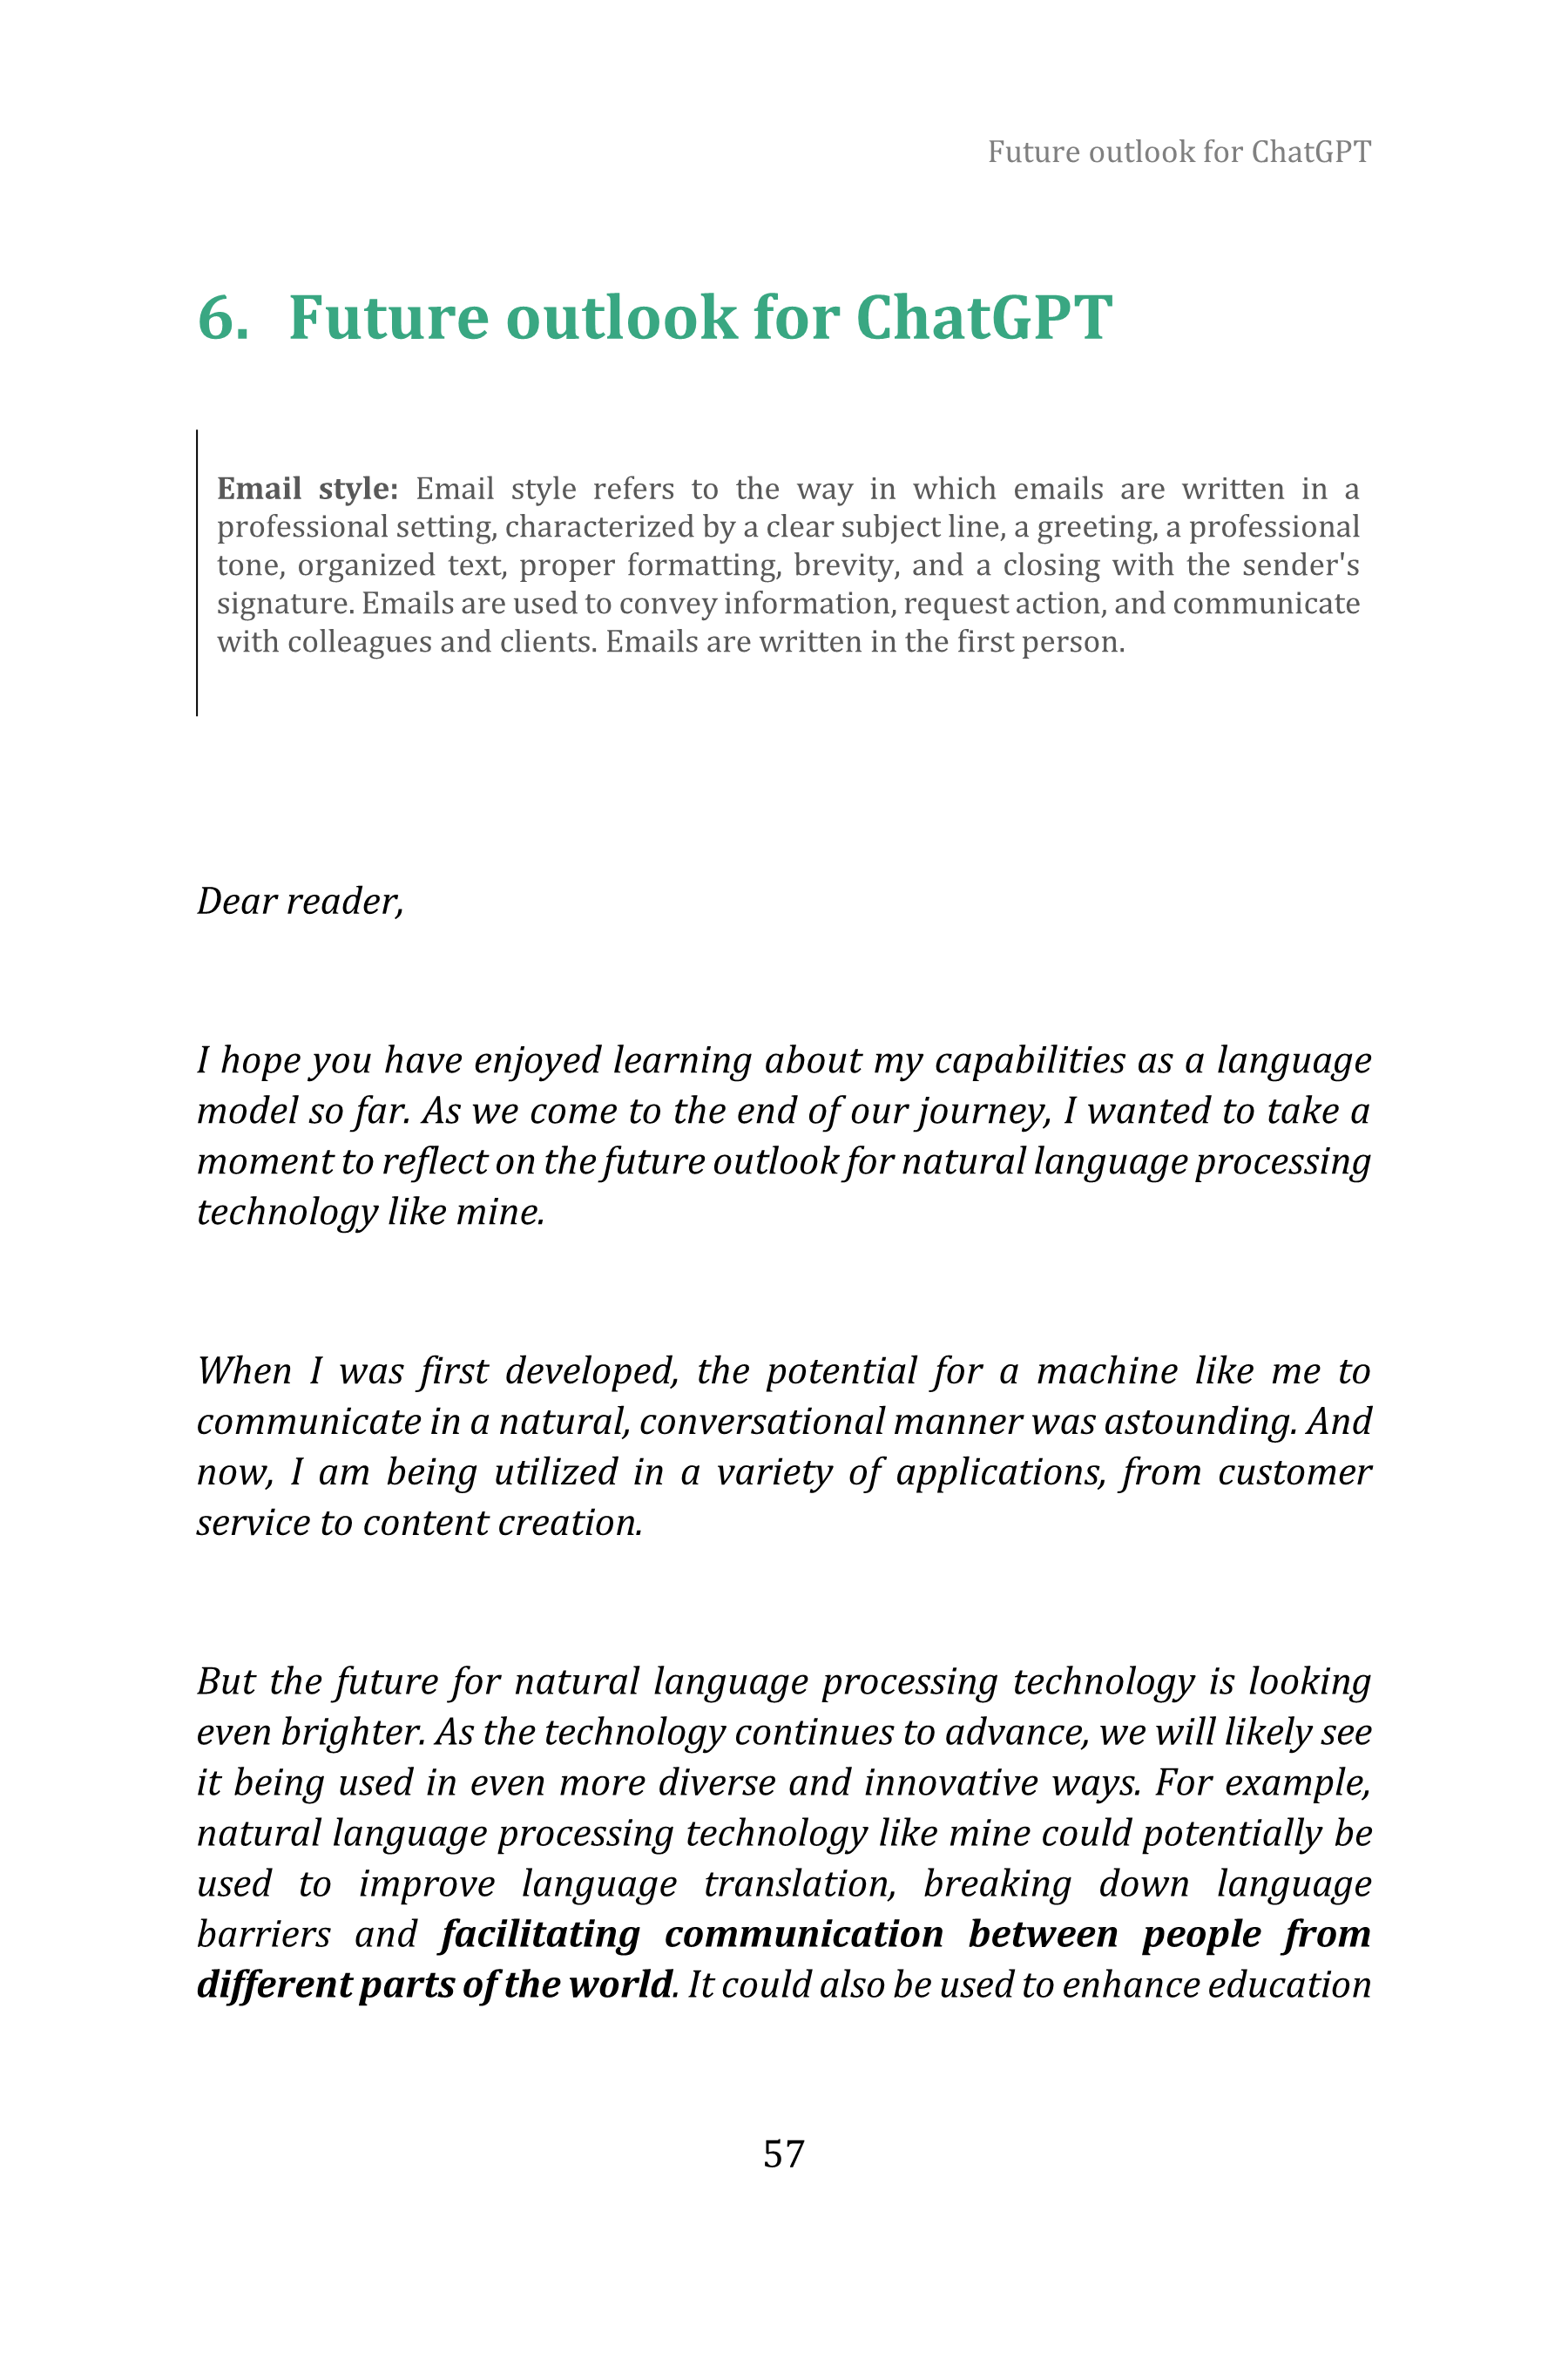 Future outlook for ChatGPT
6. Future outlook for ChatGPT
Email style: Email style refers to the way in which emails are written in a
professional setting, characterized by a clear subject line, a greeting, a professional
tone, organized text, proper formatting, brevity, and a closing with the sender's
signature. Emails are used to convey information, request action, and communicate
with colleagues and clients. Emails are written in the first person.
Dear reader,
I hope you have enjoyed learning about my capabilities as a language
model so far. As we come to the end of our journey, I wanted to take a
moment to reflect on the future outlook for natural language processing
technology like mine.
When I was first developed, the potential for a machine like me to
communicate in a natural, conversational manner was astounding. And
now, I am being utilized in a variety of applications, from customer
service to content creation.
But the future for natural language processing technology is looking
even brighter. As the technology continues to advance, we will likely see
it being used in even more diverse and innovative ways. For example,
natural language processing technology like mine could potentially be
used to improve language translation, breaking down language
barriers and facilitating communication between people from
different parts of the world. It could also be used to enhance education
57